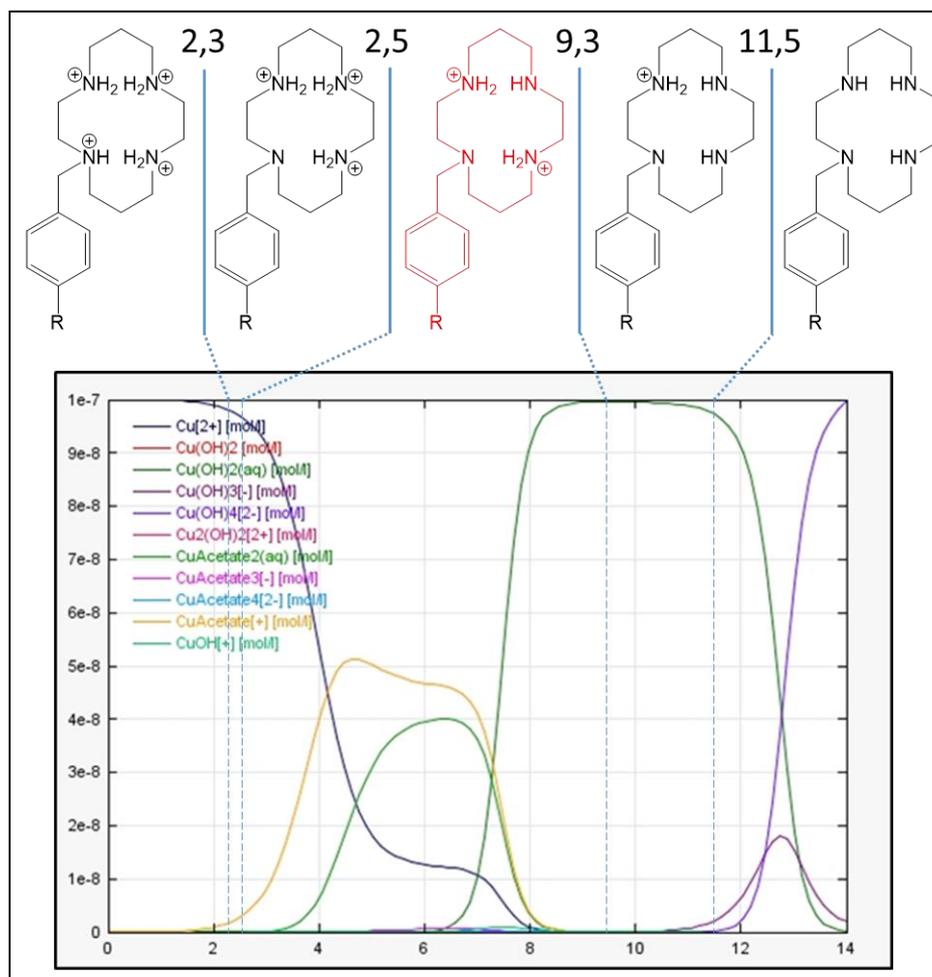 2,3 2,5 9,3 11,5
⊕ ⊕ ⊕ ⊕ ⊕ ⊕
NH2 H2N NH2 H2N NH2 HN NH2 HN NH HN
⊕
NH H2N N H2N N H2N N HN N HN
⊕ ⊕ ⊕
R R R R R
1e-7
9e-8
8e-8
7e-8
6e-8
5e-8
4e-8
3e-8
2e-8
1e-8
0
Cu[2+] [mol/l]
Cu(OH)2 [mol/l]
Cu(OH)2(aq) [mol/l]
Cu(OH)3[-] [mol/l]
Cu(OH)4[2-] [mol/l]
Cu2(OH)2[2+] [mol/l]
CuAcetate2(aq) [mol/l]
CuAcetate3[-] [mol/l]
CuAcetate4[2-] [mol/l]
CuAcetate[+] [mol/l]
CuOH[+] [mol/l]
0 2 4 6 8 10 12 14